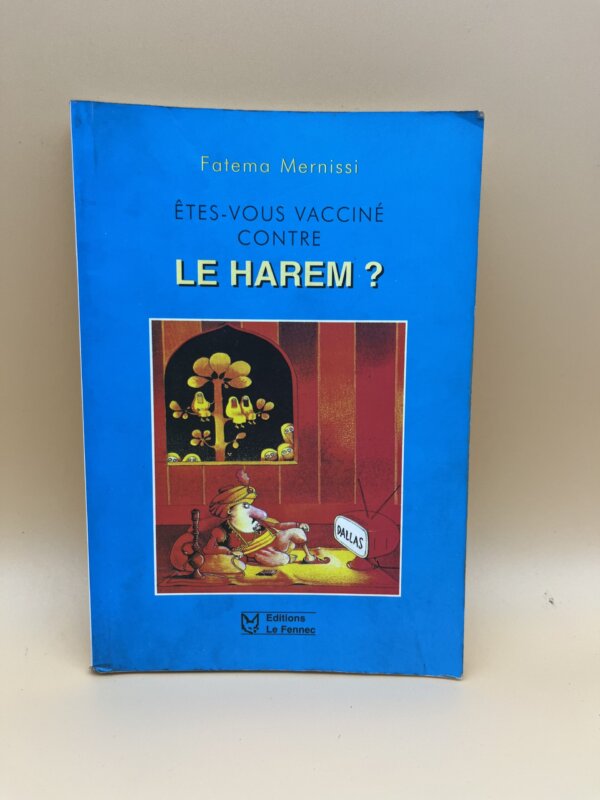 Fatema Mernissi
ÊTES-VOUS VACCINÉ
CONTRE
LE HAREM ?
DALLAS
Editions
Le Fennec